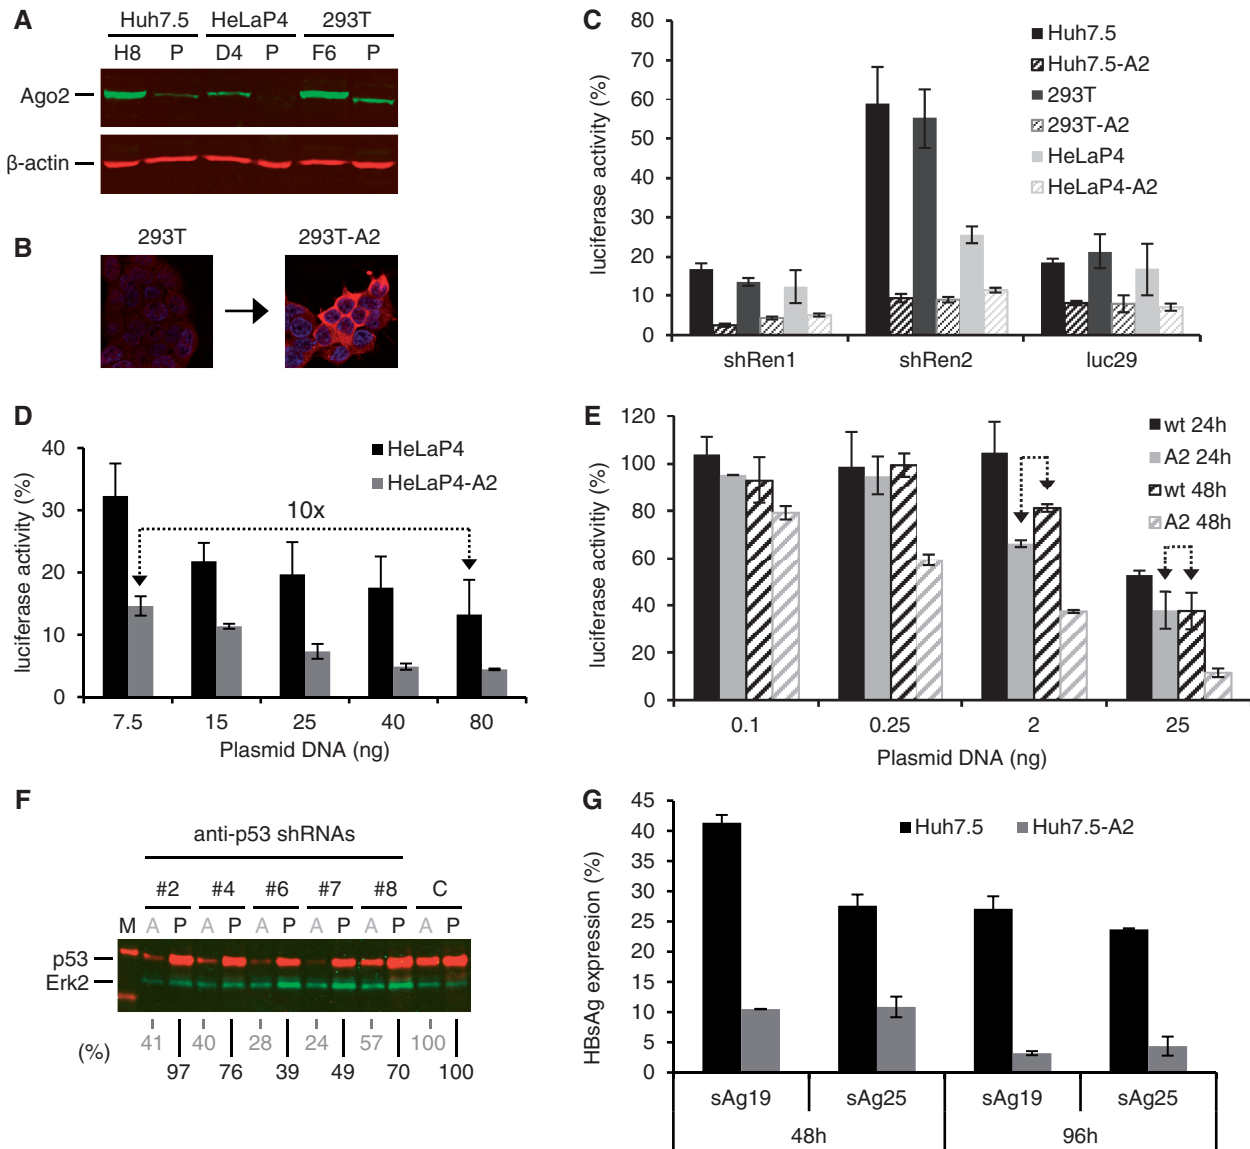 A
Huh7.5 HeLaP4 293T
H8 P D4 P F6 P
Ago2
β-actin
B
293T 293T-A2
C
luciferase activity (%)
80
70
60
50
40
30
20
10
0
Huh7.5
Huh7.5-A2
293T
293T-A2
HeLaP4
HeLaP4-A2
shRen1 shRen2 luc29
D
luciferase activity (%)
40
30
20
10
0
HeLaP4
HeLaP4-A2
10x
7.5 15 25 40 80
Plasmid DNA (ng)
E
luciferase activitiy (%)
120
100
80
60
40
20
0
wt 24h
A2 24h
wt 48h
A2 48h
0.1 0.25 2 25
Plasmid DNA (ng)
F
anti-p53 shRNAs
#2 #4 #6 #7 #8 C
M A P A P A P A P A P A P
p53
Erk2
(%)
41 40 28 24 57 100
97 76 39 49 70 100
G
HBsAg expression (%)
45
40
35
30
25
20
15
10
5
0
Huh7.5 Huh7.5-A2
sAg19 sAg25 sAg19 sAg25
48h 96h